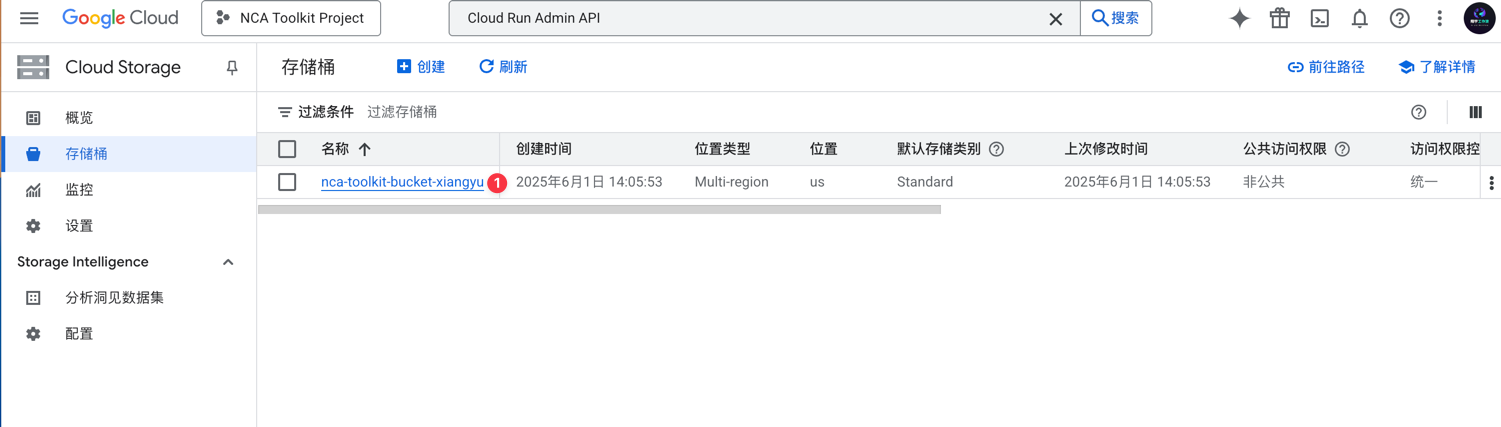 Google Cloud NCA Toolkit Project Cloud Run Admin API 搜索
Cloud Storage
存储桶 创建 刷新 前往路径 了解详情
概览
存储桶
监控
设置
Storage Intelligence
分析洞见数据集
配置
过滤条件 过滤存储桶
名称 创建时间 位置类型 位置 默认存储类别 上次修改时间 公共访问权限 访问权限控
nca-toolkit-bucket-xiangyu 1 2025年6月1日 14:05:53 Multi-region us Standard 2025年6月1日 14:05:53 非公共 统一